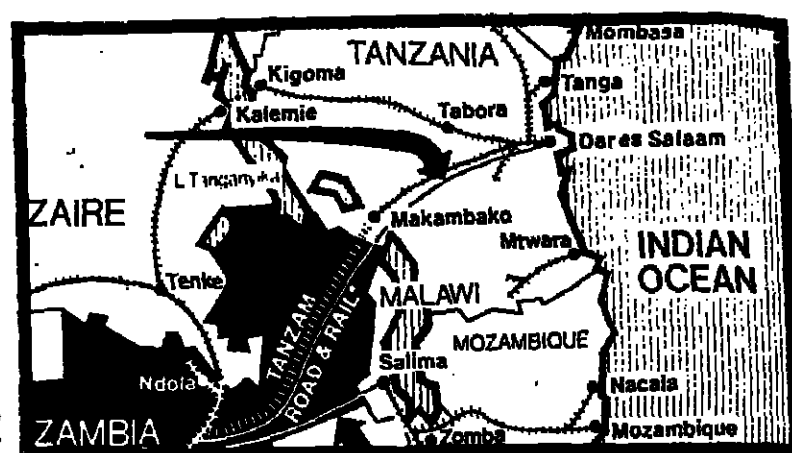 Mombasa
TANZANIA
Kigoma
Tanga
Kalemie
Tabora
Dar es Salaam
L Tanganyika
ZAIRE
Makambako
Mtwara
INDIAN
OCEAN
Tenke
MALAWI
TANZAM
ROAD & RAIL
MOZAMBIQUE
Salima
Ndola
Nacala
ZAMBIA
Zomba
Mozambique